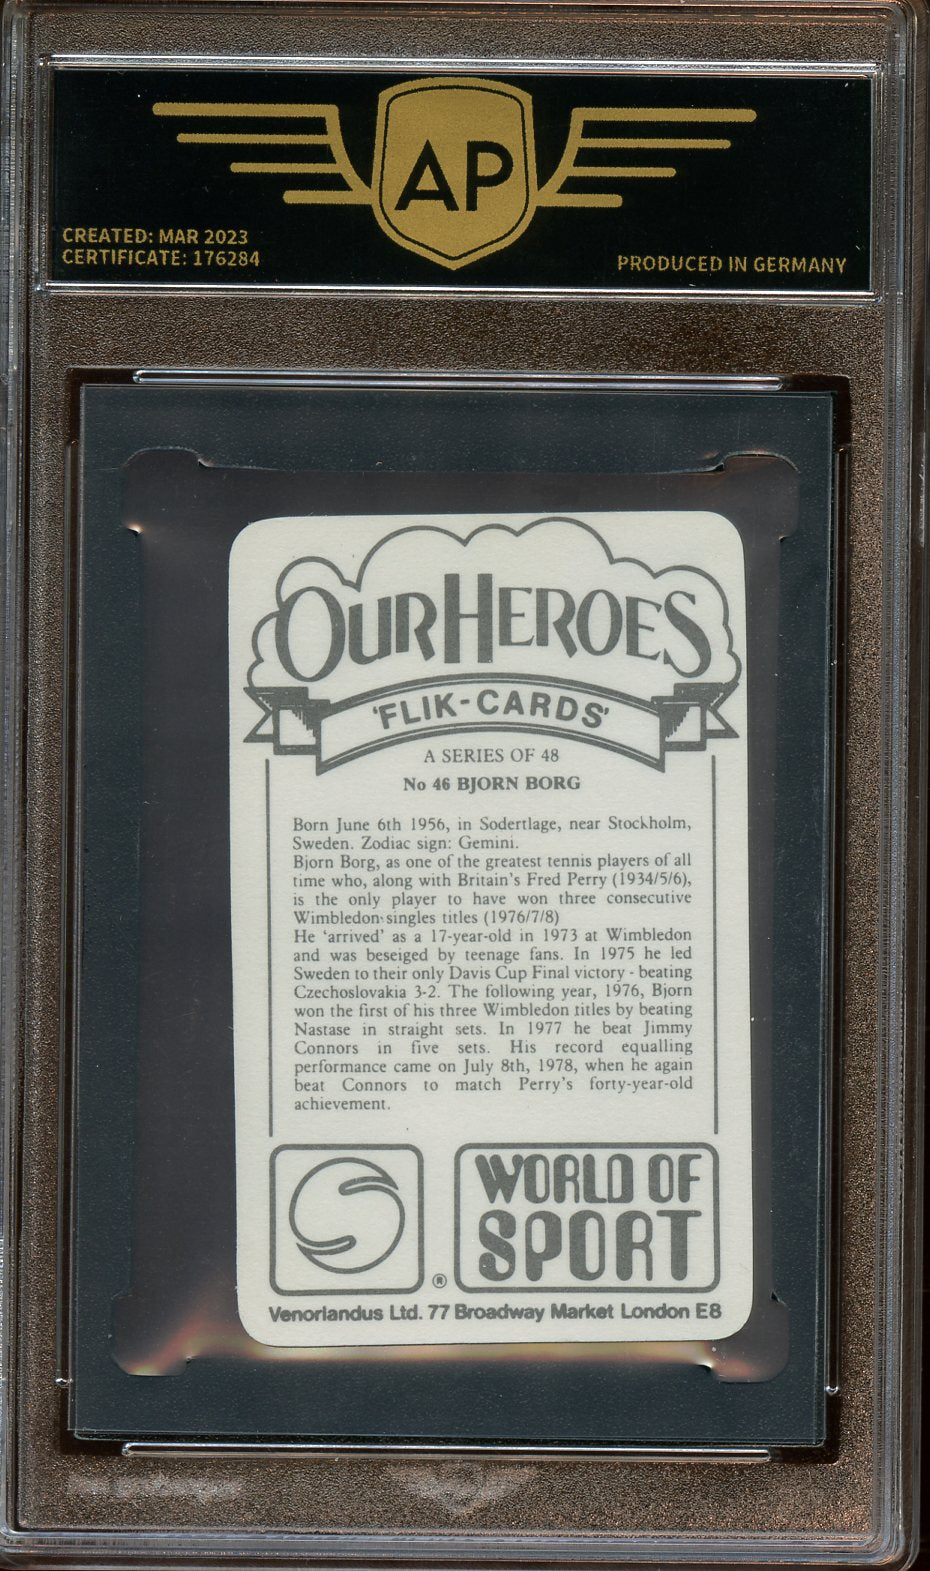 AP
CREATED: MAR 2023
CERTIFICATE: 176284
PRODUCED IN GERMANY
OUR HEROES
'FLIK-CARDS'
A SERIES OF 48
No 46 BJORN BORG
Born June 6th 1956, in Sodertlage, near Stockholm,
Sweden. Zodiac sign: Gemini.
Bjorn Borg, as one of the greatest tennis players of all
time who, along with Britain's Fred Perry (1934/5/6),
is the only player to have won three consecutive
Wimbledon singles titles (1976/7/8)
He 'arrived' as a 17-year-old in 1973 at Wimbledon
and was beseiged by teenage fans. In 1975 he led
Sweden to their only Davis Cup Final victory - beating
Czechoslovakia 3-2. The following year, 1976, Bjorn
won the first of his three Wimbledon titles by beating
Nastase in straight sets. In 1977 he beat Jimmy
Connors in five sets. His record equalling
performance came on July 8th, 1978, when he again
beat Connors to match Perry's forty-year-old
achievement.
WORLD OF
SPORT
®
Venorlandus Ltd. 77 Broadway Market London E8